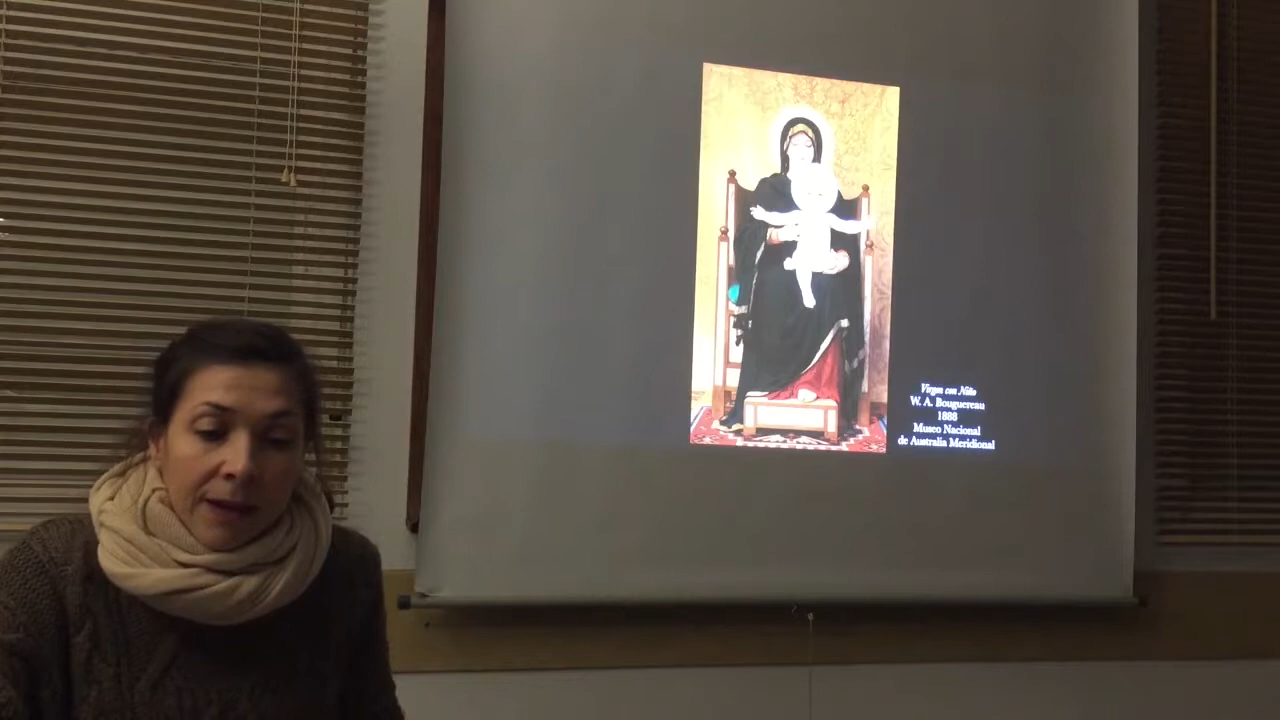 Virgen con Niño
W. A. Bouguereau
1888
Museo Nacional
de Australia Meridional